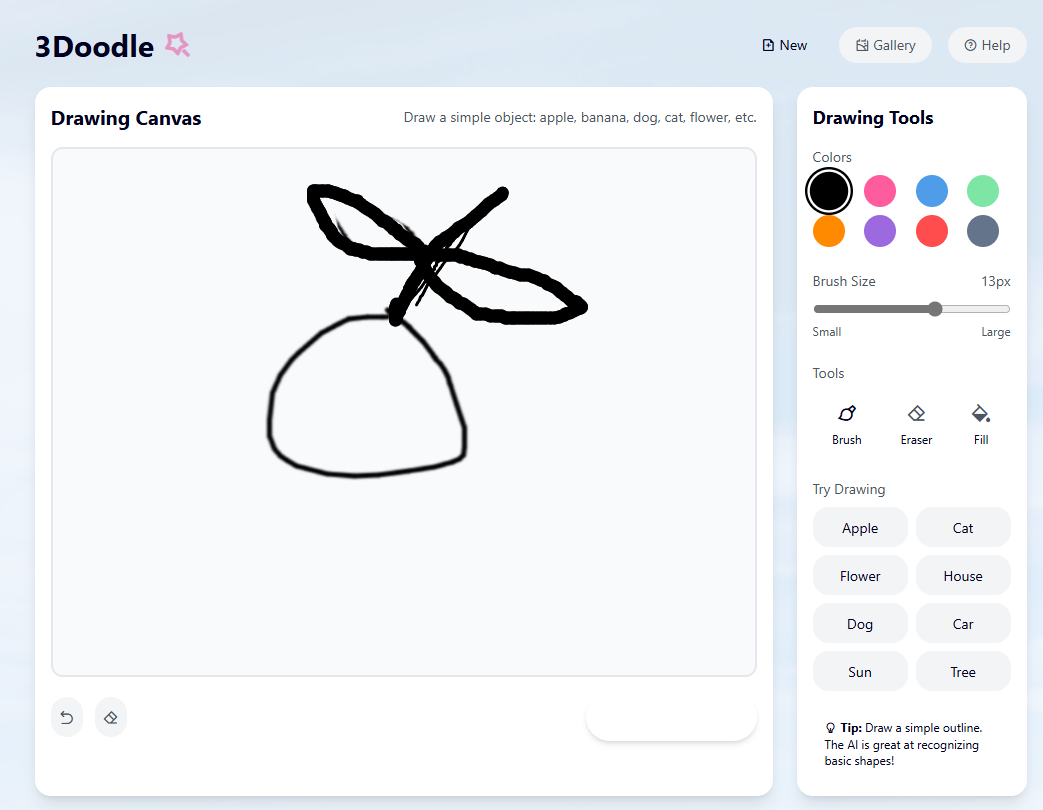 3Doodle
New
Gallery
Help
Drawing Canvas
Draw a simple object: apple, banana, dog, cat, flower, etc.
Drawing Tools
Colors
Brush Size
13px
Small
Large
Tools
Brush
Eraser
Fill
Try Drawing
Apple
Cat
Flower
House
Dog
Car
Sun
Tree
Tip: Draw a simple outline.
The AI is great at recognizing
basic shapes!